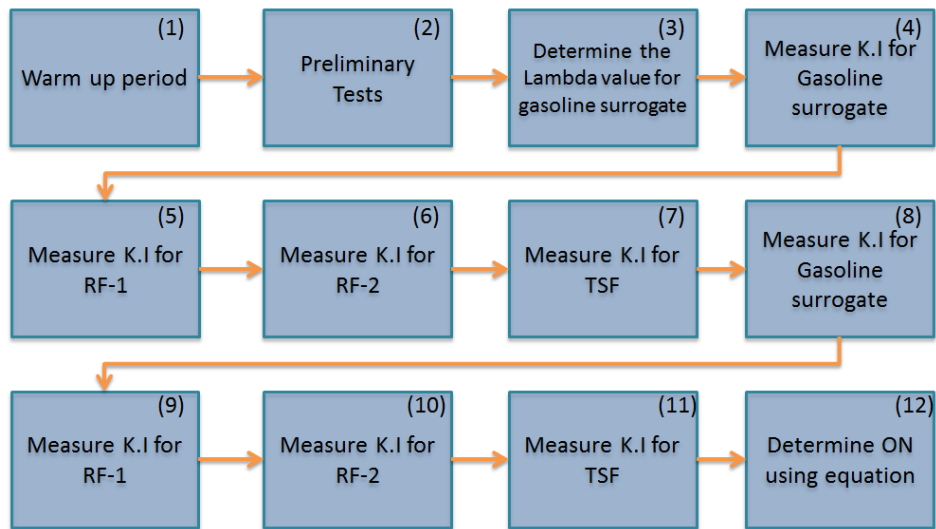 (1)
Warm up period
(2)
Preliminary
Tests
(3)
Determine the
Lambda value for
gasoline surrogate
(4)
Measure K.I for
Gasoline
surrogate
(5)
Measure K.I for
RF-1
(6)
Measure K.I for
RF-2
(7)
Measure K.I for
TSF
(8)
Measure K.I for
Gasoline
surrogate
(9)
Measure K.I for
RF-1
(10)
Measure K.I for
RF-2
(11)
Measure K.I for
TSF
(12)
Determine ON
using equation